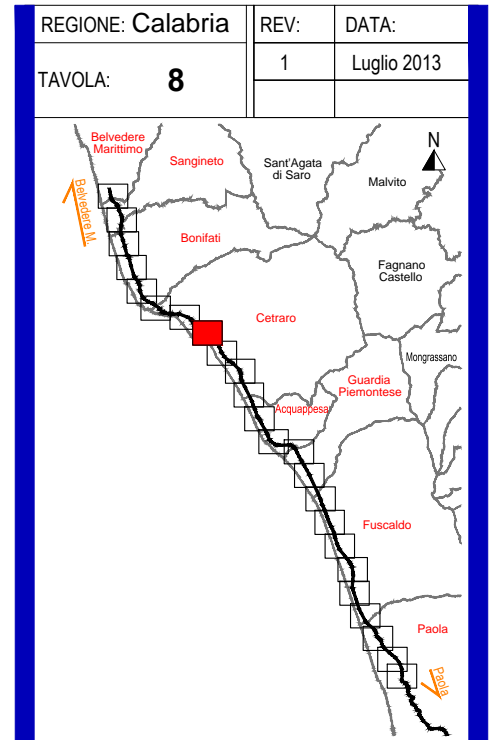 REGIONE: Calabria
REV:
DATA:
TAVOLA: 8
1
Luglio 2013
Belvedere
Marittimo
Sangineto
Sant'Agata
di Saro
N
Malvito
Belvedere M.
Bonifati
Fagnano
Castello
Cetraro
Mongrassano
Guardia
Piemontese
Acquappesa
Fuscaldo
Paola
Paola